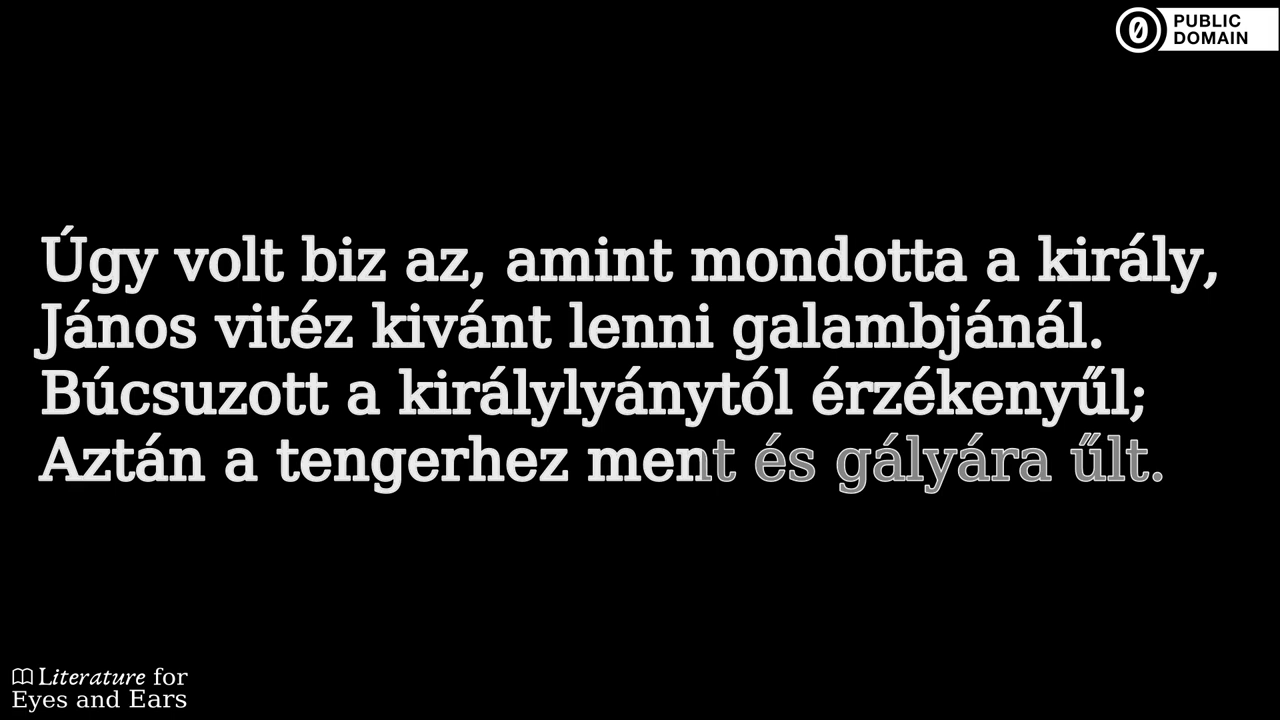 PUBLIC
DOMAIN
Úgy volt biz az, amint mondotta a király,
János vitéz kivánt lenni galambjánál.
Búcsuzott a királylyánytól érzékenyűl;
Aztán a tengerhez ment és gályára űlt.
Literature for
Eyes and Ears